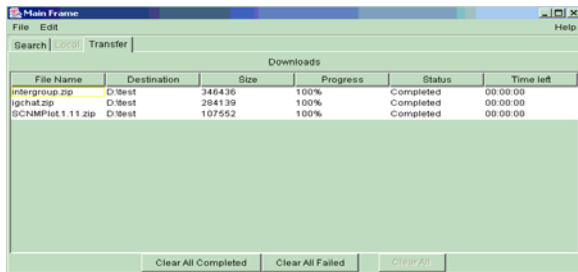 Main Frame
File Edit Help
Search Local Transfer
Downloads
File Name Destination Size Progress Status Time left
intergroup.zip D:\test 346436 100% Completed 00:00:00
igchat.zip D:\test 284139 100% Completed 00:00:00
SCNMPlot.1.11.zip D:\test 107552 100% Completed 00:00:00
Clear All Completed Clear All Failed Clear All